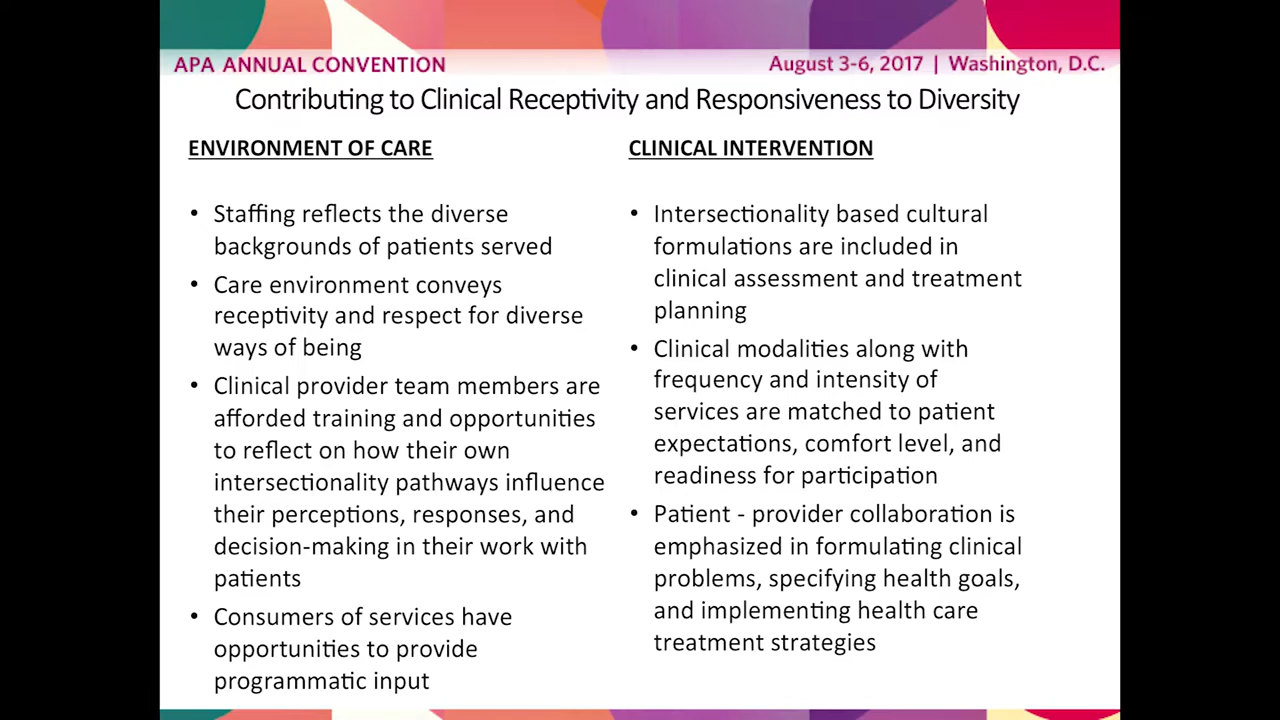 APA ANNUAL CONVENTION
August 3-6, 2017 | Washington, D.C.
Contributing to Clinical Receptivity and Responsiveness to Diversity
ENVIRONMENT OF CARE
• Staffing reflects the diverse
backgrounds of patients served
• Care environment conveys
receptivity and respect for diverse
ways of being
• Clinical provider team members are
afforded training and opportunities
to reflect on how their own
intersectionality pathways influence
their perceptions, responses, and
decision-making in their work with
patients
• Consumers of services have
opportunities to provide
programmatic input
CLINICAL INTERVENTION
• Intersectionality based cultural
formulations are included in
clinical assessment and treatment
planning
• Clinical modalities along with
frequency and intensity of
services are matched to patient
expectations, comfort level, and
readiness for participation
• Patient - provider collaboration is
emphasized in formulating clinical
problems, specifying health goals,
and implementing health care
treatment strategies